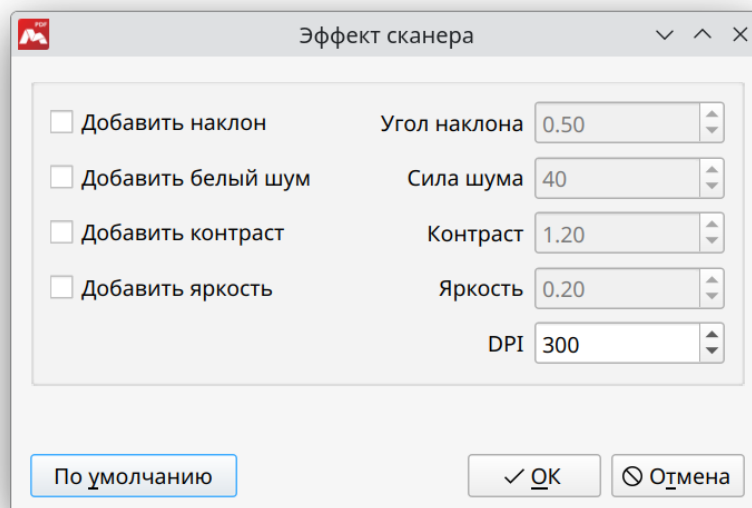 PDF
Эффект сканера
Добавить наклон Угол наклона 0.50
Добавить белый шум Сила шума 40
Добавить контраст Контраст 1.20
Добавить яркость Яркость 0.20
DPI 300
По умолчанию OK Отмена